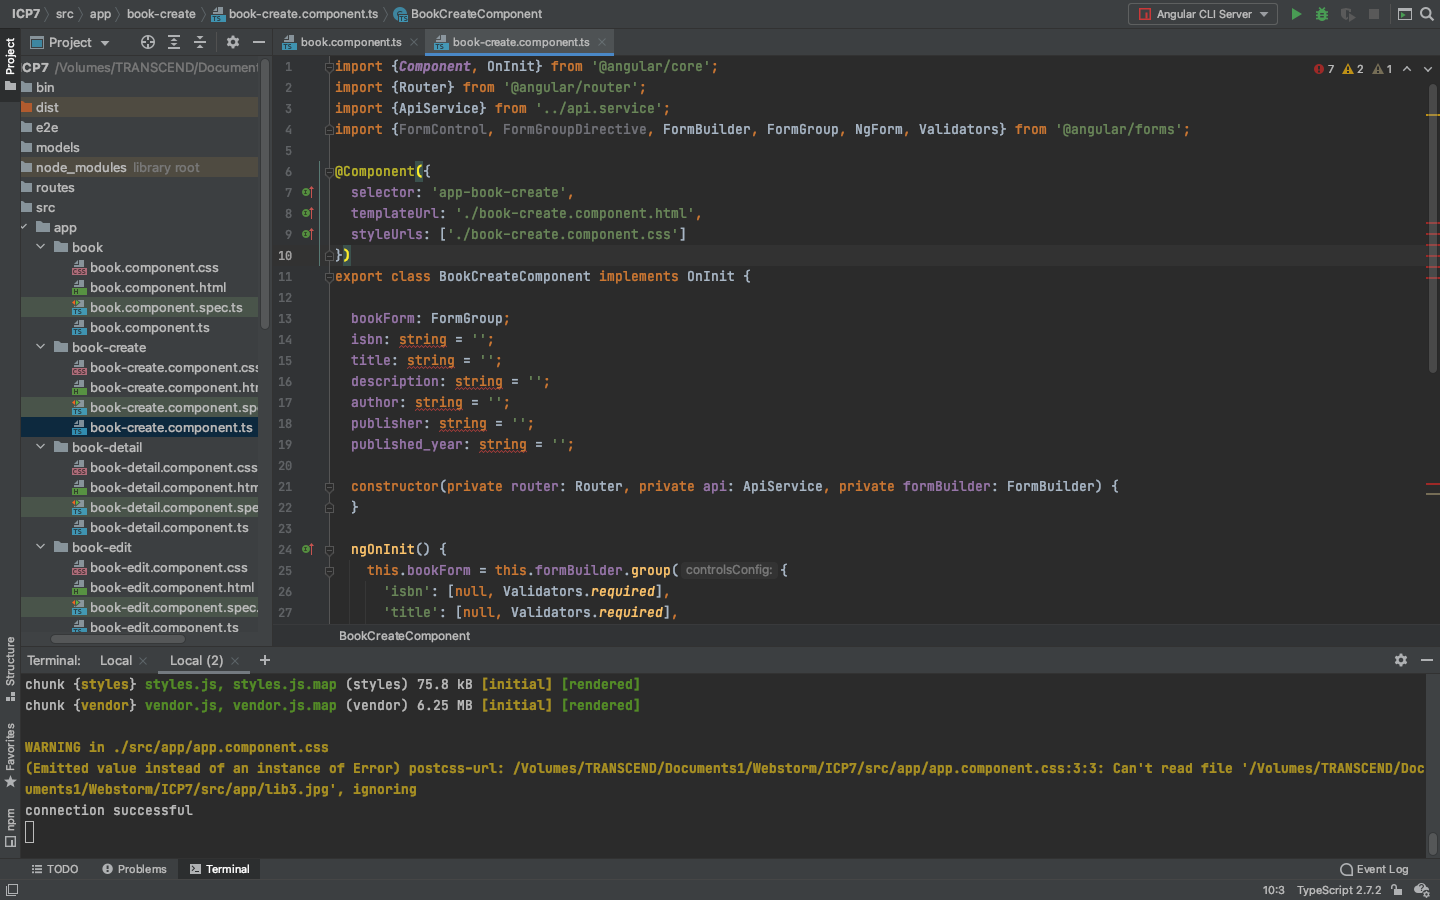 ICP7 src app book-create book-create.component.ts BookCreateComponent Angular CLI Server
Project
Project
book.component.ts book-create.component.ts
ICP7 /Volumes/TRANSCEND/Document
bin
dist
e2e
models
node_modules library root
routes
src
app
book
book.component.css
book.component.html
book.component.spec.ts
book.component.ts
book-create
book-create.component.css
book-create.component.htm
book-create.component.spe
book-create.component.ts
book-detail
book-detail.component.css
book-detail.component.htm
book-detail.component.spe
book-detail.component.ts
book-edit
book-edit.component.css
book-edit.component.html
book-edit.component.spec.
book-edit.component.ts
7 2 1
1 import {Component, OnInit} from '@angular/core';
2 import {Router} from '@angular/router';
3 import {ApiService} from '../api.service';
4 import {FormControl, FormGroupDirective, FormBuilder, FormGroup, NgForm, Validators} from '@angular/forms';
5
6 @Component({
7 selector: 'app-book-create',
8 templateUrl: './book-create.component.html',
9 styleUrls: ['./book-create.component.css']
10 })
11 export class BookCreateComponent implements OnInit {
12
13 bookForm: FormGroup;
14 isbn: string = '';
15 title: string = '';
16 description: string = '';
17 author: string = '';
18 publisher: string = '';
19 published_year: string = '';
20
21 constructor(private router: Router, private api: ApiService, private formBuilder: FormBuilder) {
22 }
23
24 ngOnInit() {
25 this.bookForm = this.formBuilder.group( controlsConfig: {
26 'isbn': [null, Validators.required],
27 'title': [null, Validators.required],
BookCreateComponent
Structure
Favorites
npm
Terminal: Local Local (2)
chunk {styles} styles.js, styles.js.map (styles) 75.8 kB [initial] [rendered]
chunk {vendor} vendor.js, vendor.js.map (vendor) 6.25 MB [initial] [rendered]
WARNING in ./src/app/app.component.css
(Emitted value instead of an instance of Error) postcss-url: /Volumes/TRANSCEND/Documents1/Webstorm/ICP7/src/app/app.component.css:3:3: Can't read file '/Volumes/TRANSCEND/Doc
uments1/Webstorm/ICP7/src/app/lib3.jpg', ignoring
connection successful
TODO Problems Terminal Event Log
10:3 TypeScript 2.7.2